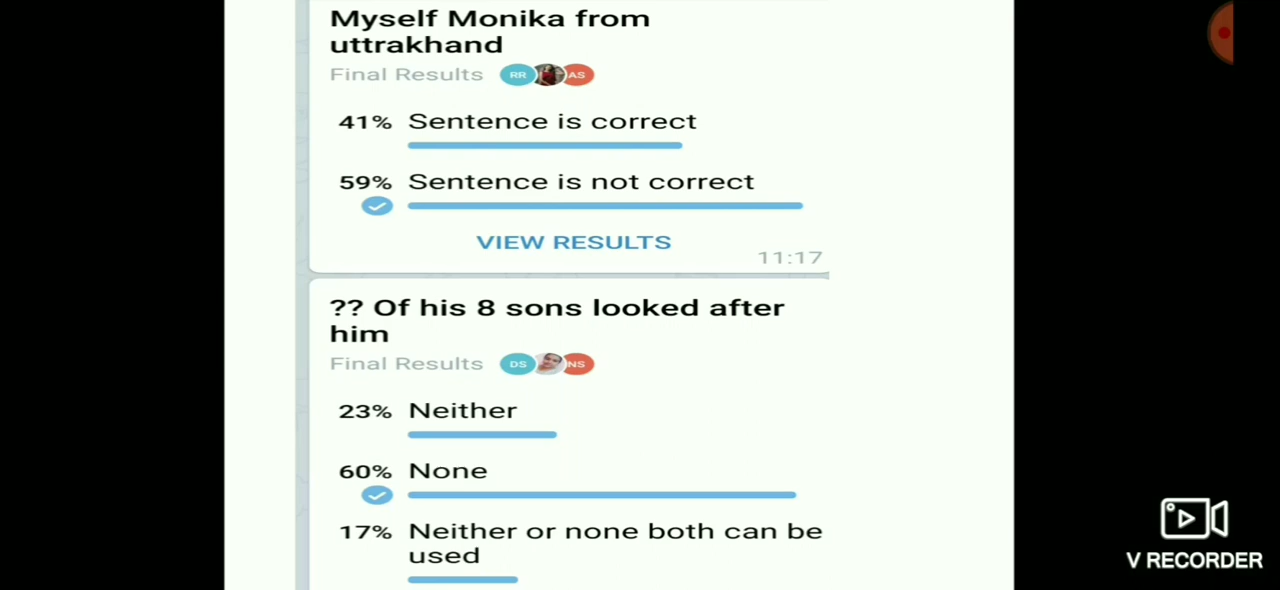 Myself Monika from
uttrakhand
Final Results RR AS
41% Sentence is correct
59% Sentence is not correct
VIEW RESULTS
11:17
?? Of his 8 sons looked after
him
Final Results DS NS
23% Neither
60% None
17% Neither or none both can be
used
V RECORDER